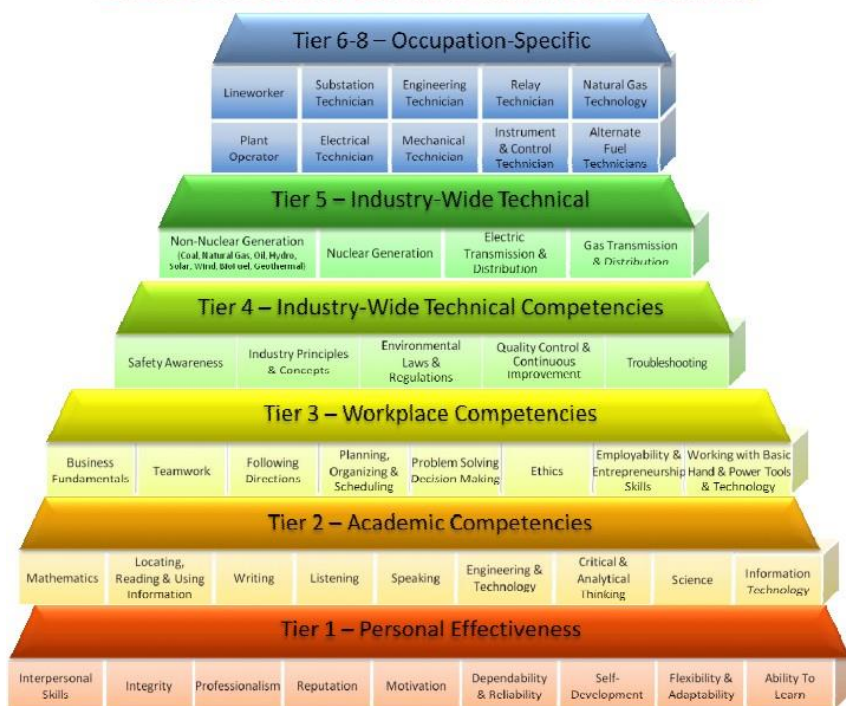 Tier 6-8 – Occupation-Specific
Lineworker
Substation
Technician
Engineering
Technician
Relay
Technician
Natural Gas
Technology
Plant
Operator
Electrical
Technician
Mechanical
Technician
Instrument
& Control
Technician
Alternate
Fuel
Technicians
Tier 5 – Industry-Wide Technical
Non-Nuclear Generation
(Coal, Natural Gas, Oil, Hydro,
Solar, Wind, BioFuel, Geothermal)
Nuclear Generation
Electric
Transmission &
Distribution
Gas Transmission
& Distribution
Tier 4 – Industry-Wide Technical Competencies
Safety Awareness
Industry Principles
& Concepts
Environmental
Laws &
Regulations
Quality Control &
Continuous
Improvement
Troubleshooting
Tier 3 – Workplace Competencies
Business
Fundamentals
Teamwork
Following
Directions
Planning,
Organizing &
Scheduling
Problem Solving
Decision Making
Ethics
Employability &
Entrepreneurship
Skills
Working with Basic
Hand & Power Tools
& Technology
Tier 2 – Academic Competencies
Mathematics
Locating,
Reading & Using
Information
Writing
Listening
Speaking
Engineering &
Technology
Critical &
Analytical
Thinking
Science
Information
Technology
Tier 1 – Personal Effectiveness
Interpersonal
Skills
Integrity
Professionalism
Reputation
Motivation
Dependability
& Reliability
Self-
Development
Flexibility &
Adaptability
Ability To
Learn